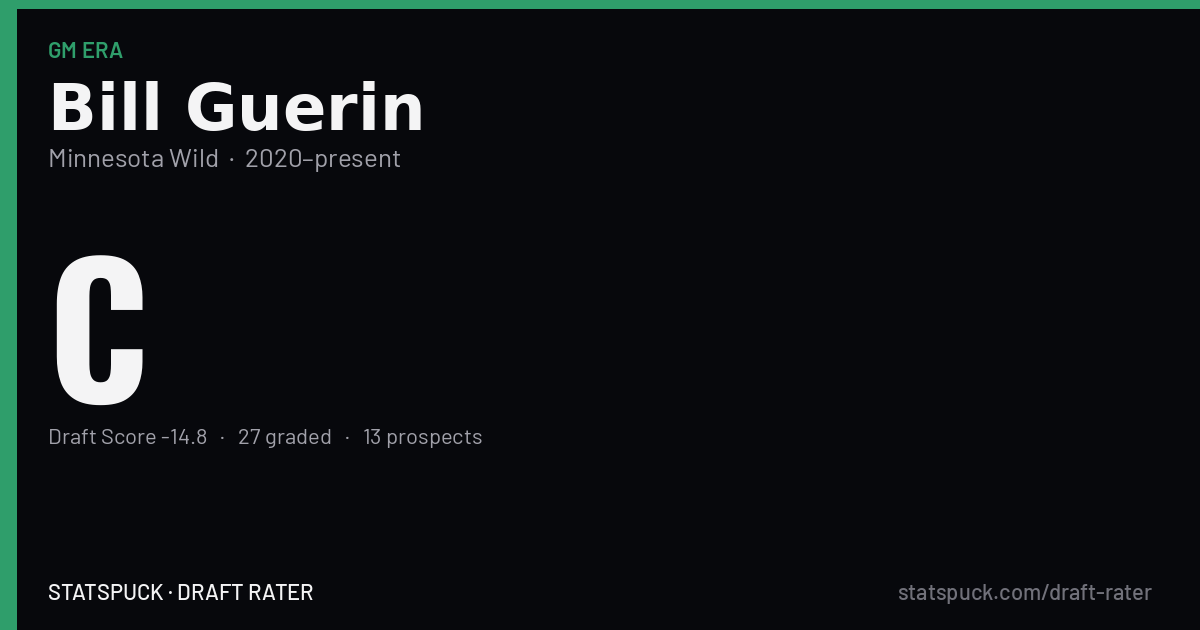 GM ERA
Bill Guerin
Minnesota Wild · 2020–present
C
Draft Score -14.8 · 27 graded · 13 prospects
STATSPUCK · DRAFT RATER
statspuck.com/draft-rater